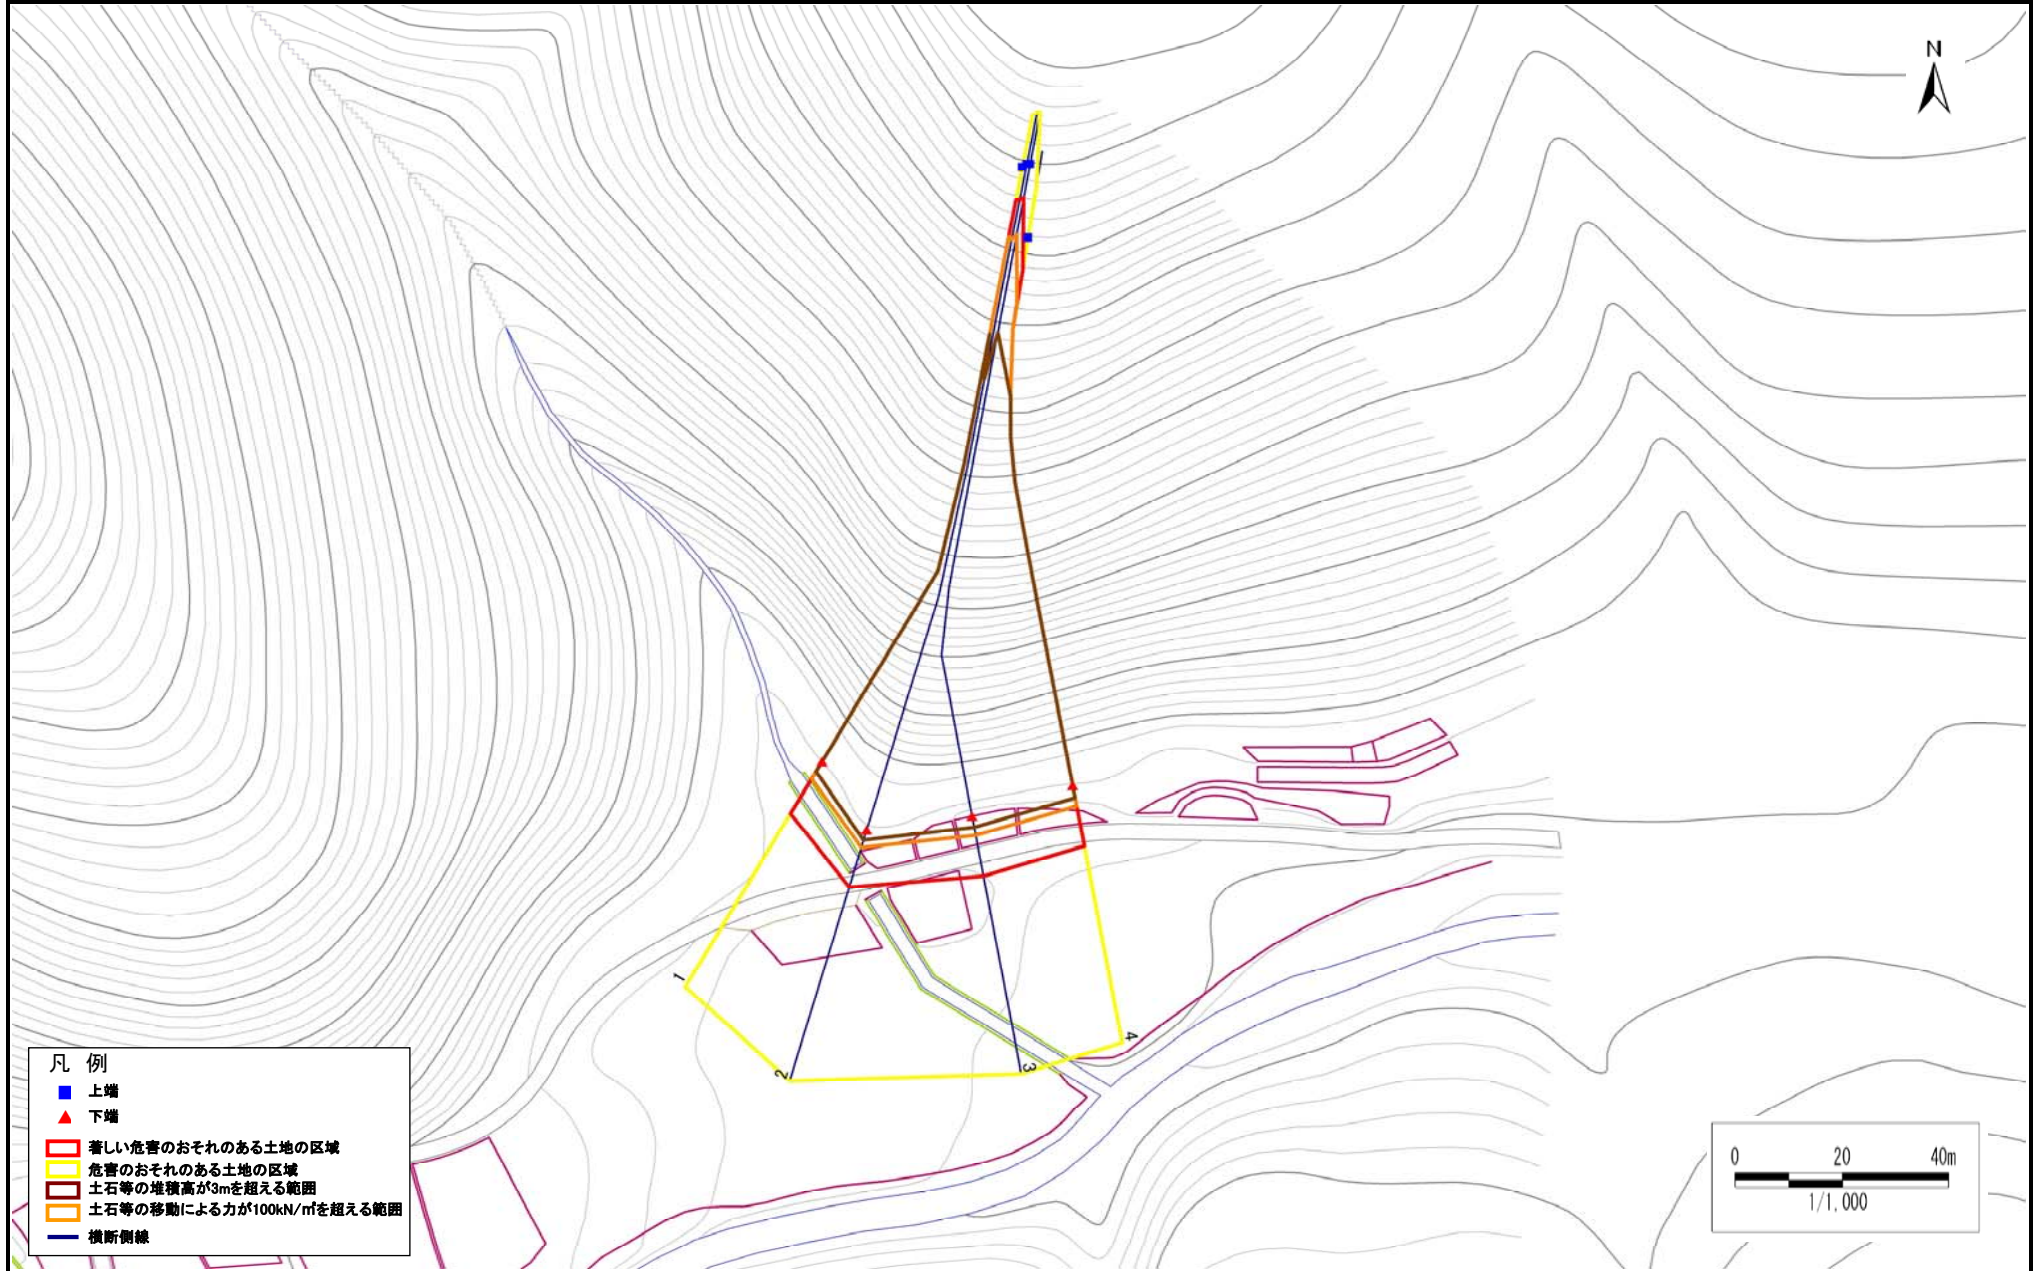 N
1
2
3
4
凡 例
上端
下端
著しい危害のおそれのある土地の区域
危害のおそれのある土地の区域
土石等の堆積高が3mを超える範囲
土石等の移動による力が100kN/㎡を超える範囲
横断側線
0 20 40m
1/1,000